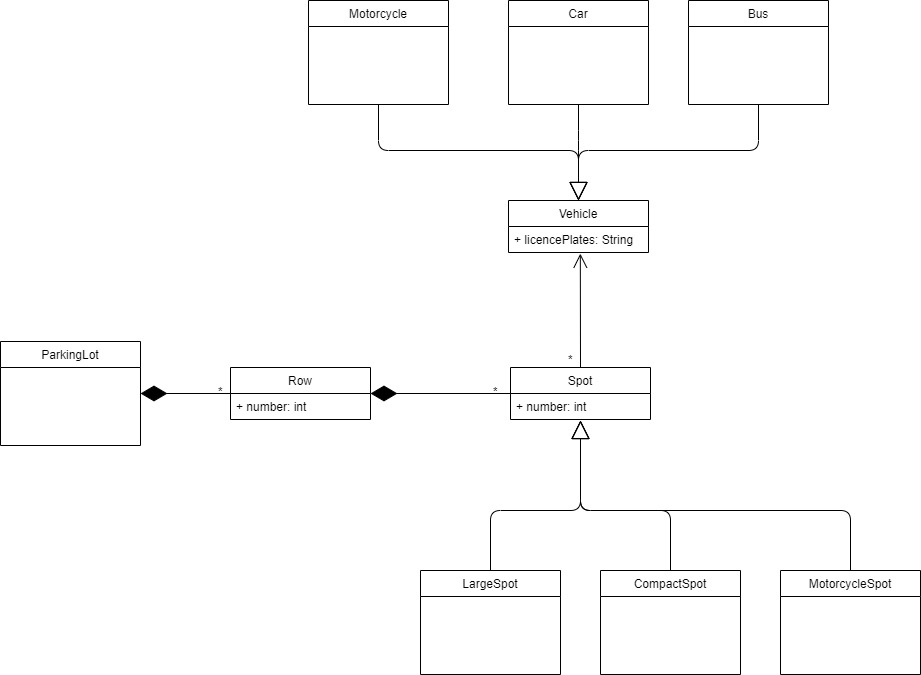 Motorcycle
Car
Bus
Vehicle
+ licencePlates: String
*
ParkingLot
*
Row
+ number: int
*
Spot
+ number: int
LargeSpot
CompactSpot
MotorcycleSpot